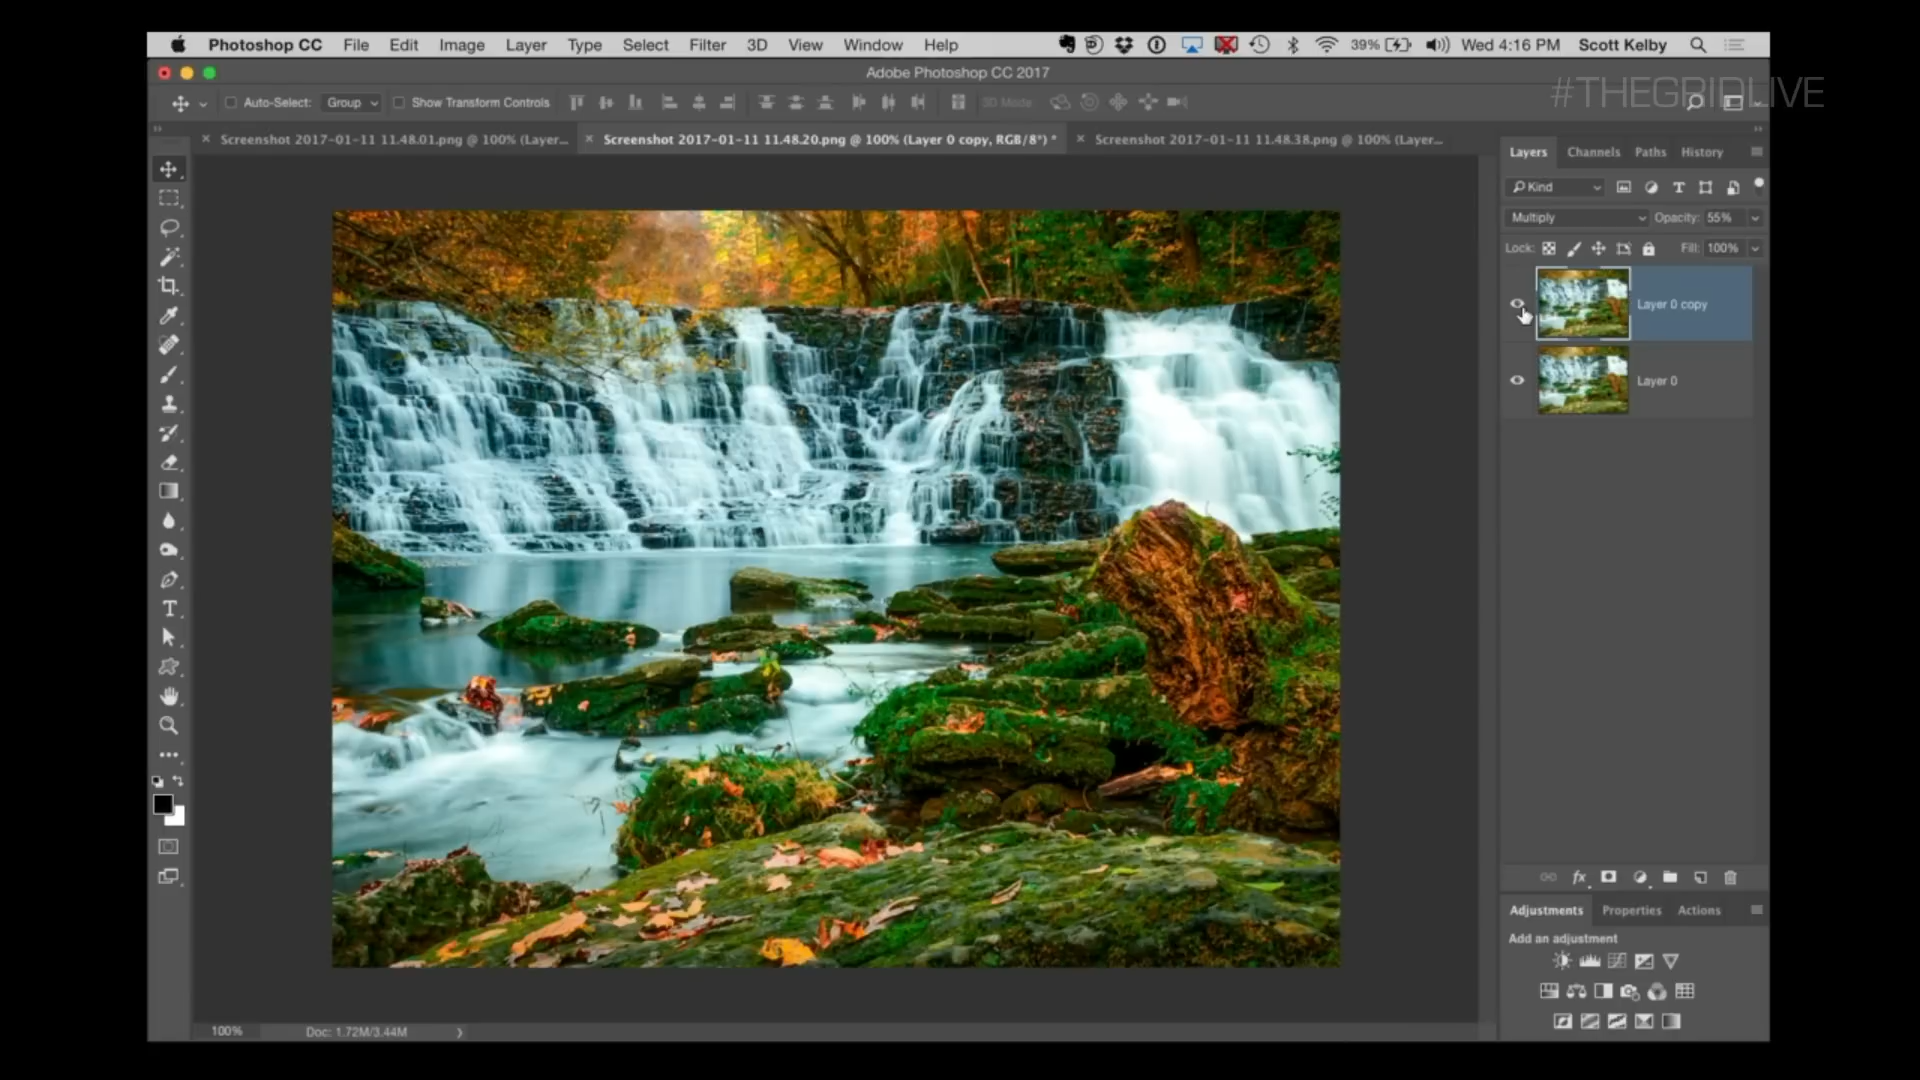 Photoshop CC File Edit Image Layer Type Select Filter 3D View Window Help 39% Wed 4:16 PM Scott Kelby
Adobe Photoshop CC 2017
#THEGRIDLIVE
Auto-Select: Group Show Transform Controls 3D Mode:
Screenshot 2017-01-11 11.48.01.png @ 100% (Layer... Screenshot 2017-01-11 11.48.20.png @ 100% (Layer 0 copy, RGB/8*) * Screenshot 2017-01-11 11.48.38.png @ 100% (Layer...
Layers Channels Paths History
Kind
Multiply Opacity: 55%
Lock: Fill: 100%
Layer 0 copy
Layer 0
fx
Adjustments Properties Actions
Add an adjustment
100% Doc: 1.72M/3.44M